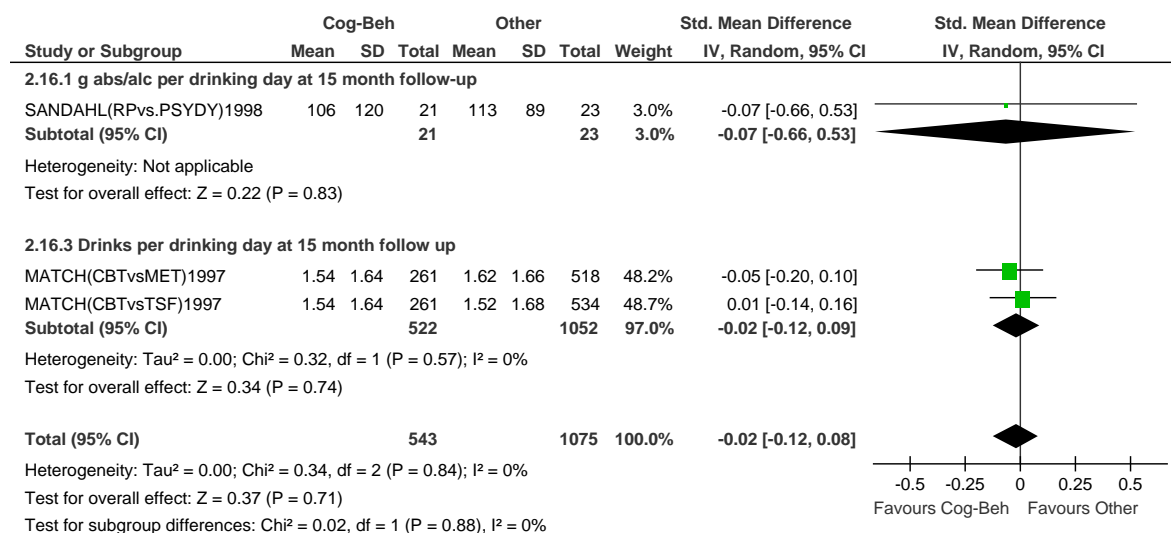 Cog-Beh Other Std. Mean Difference Std. Mean Difference
Study or Subgroup Mean SD Total Mean SD Total Weight IV, Random, 95% CI IV, Random, 95% CI
2.16.1 g abs/alc per drinking day at 15 month follow-up
SANDAHL(RPvs.PSYDY)1998 106 120 21 113 89 23 3.0% -0.07 [-0.66, 0.53]
Subtotal (95% CI) 21 23 3.0% -0.07 [-0.66, 0.53]
Heterogeneity: Not applicable
Test for overall effect: Z = 0.22 (P = 0.83)
2.16.3 Drinks per drinking day at 15 month follow up
MATCH(CBTvsMET)1997 1.54 1.64 261 1.62 1.66 518 48.2% -0.05 [-0.20, 0.10]
MATCH(CBTvsTSF)1997 1.54 1.64 261 1.52 1.68 534 48.7% 0.01 [-0.14, 0.16]
Subtotal (95% CI) 522 1052 97.0% -0.02 [-0.12, 0.09]
Heterogeneity: Tau² = 0.00; Chi² = 0.32, df = 1 (P = 0.57); I² = 0%
Test for overall effect: Z = 0.34 (P = 0.74)
Total (95% CI) 543 1075 100.0% -0.02 [-0.12, 0.08]
Heterogeneity: Tau² = 0.00; Chi² = 0.34, df = 2 (P = 0.84); I² = 0%
Test for overall effect: Z = 0.37 (P = 0.71)
Test for subgroup differences: Chi² = 0.02, df = 1 (P = 0.88), I² = 0%
-0.5 -0.25 0 0.25 0.5
Favours Cog-Beh Favours Other